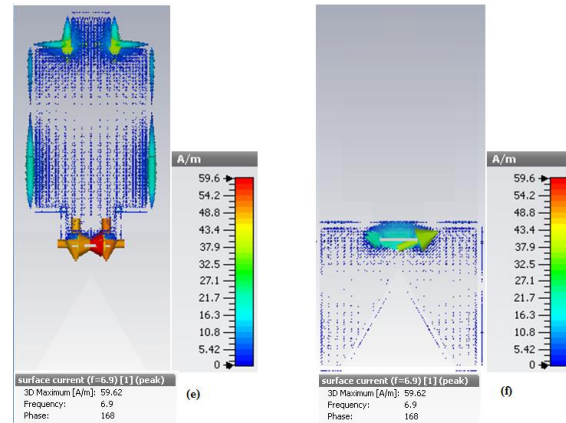 A/m
59.6
54.2
48.8
43.4
37.9
32.5
27.1
21.7
16.3
10.8
5.42
0
surface current (f=6.9) [1] (peak)
3D Maximum [A/m]: 59.62
Frequency: 6.9
Phase: 168
(e)
A/m
59.6
54.2
48.8
43.4
37.9
32.5
27.1
21.7
16.3
10.8
5.42
0
surface current (f=6.9) [1] (peak)
3D Maximum [A/m]: 59.62
Frequency: 6.9
Phase: 168
(f)